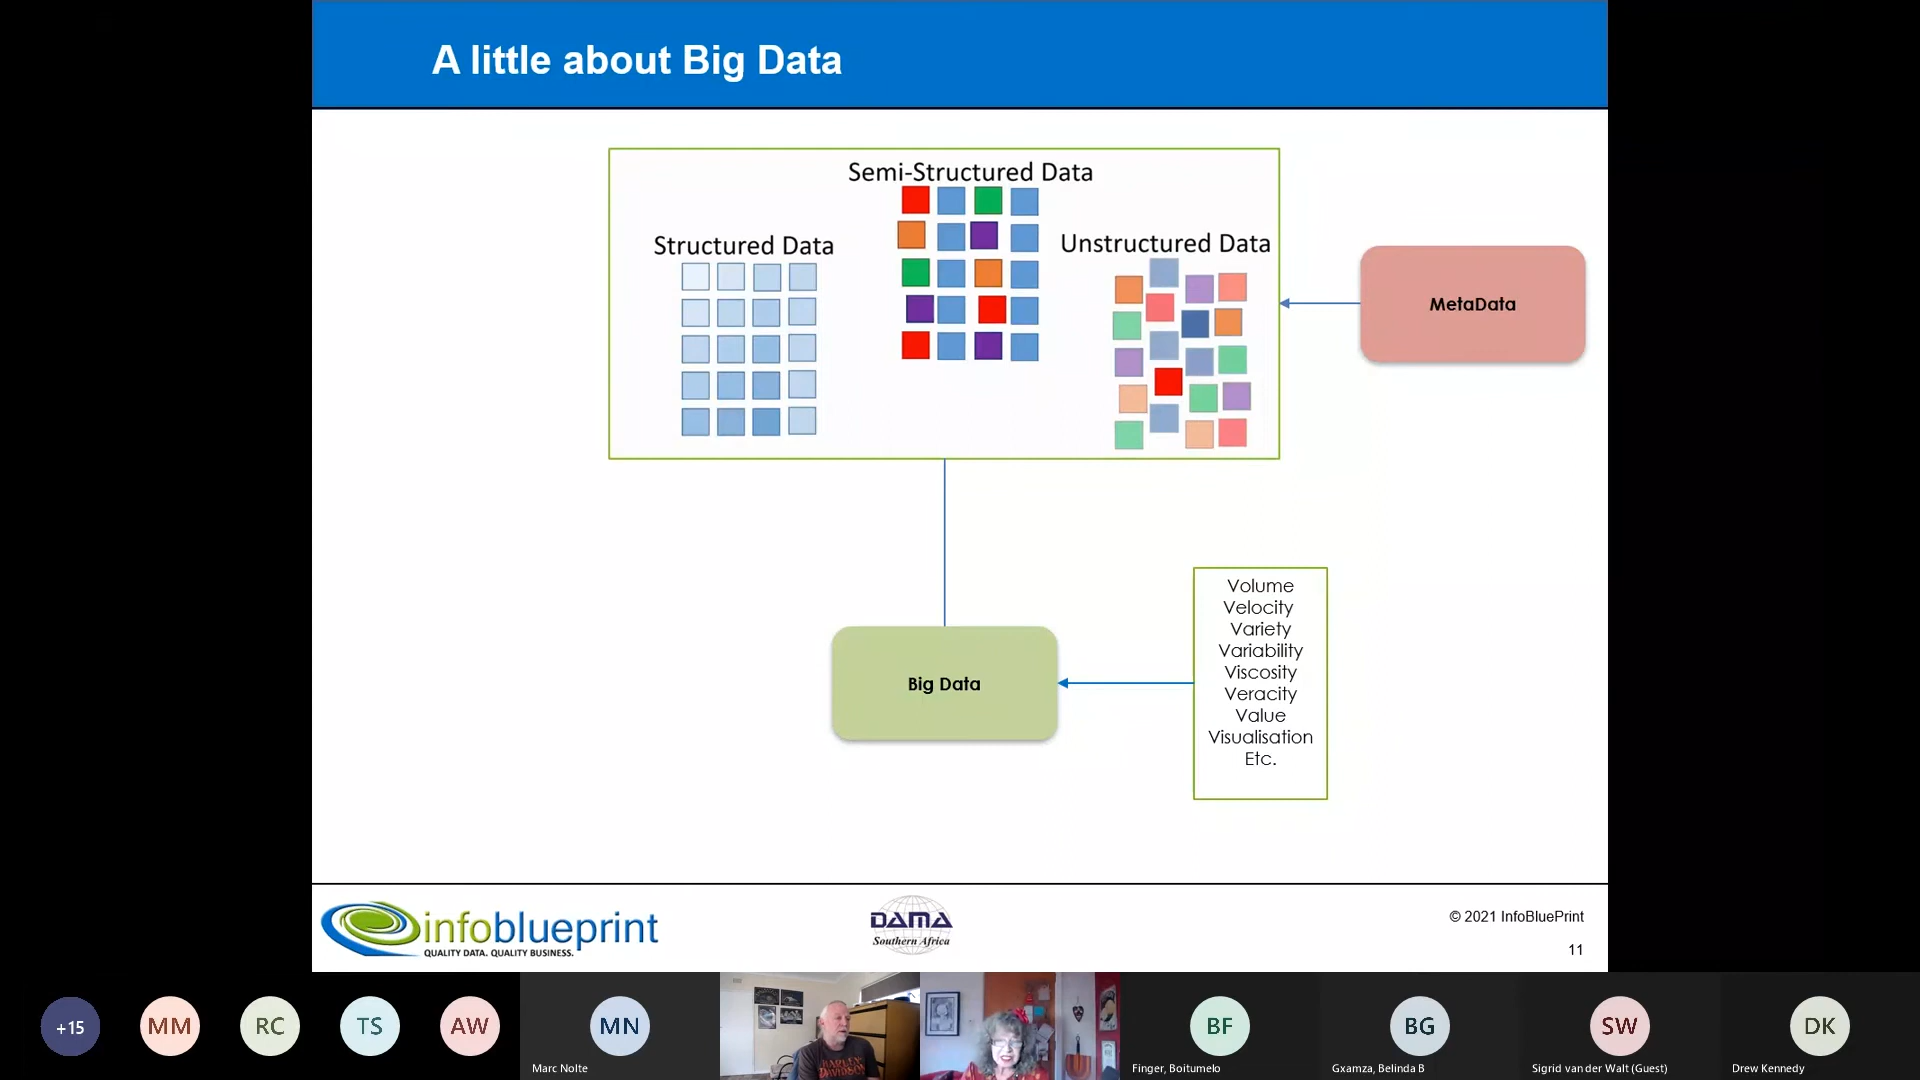 A little about Big Data
Semi-Structured Data
Structured Data
Unstructured Data
MetaData
Big Data
Volume
Velocity
Variety
Variability
Viscosity
Veracity
Value
Visualisation
Etc.
infoblueprint
QUALITY DATA. QUALITY BUSINESS.
DAMA
Southern Africa
© 2021 InfoBluePrint
11
+15
MM
RC
TS
AW
MN
Marc Nolte
HARLEY
DAVIDSON
BF
Finger, Boitumelo
BG
Gxamza, Belinda B
SW
Sigrid van der Walt (Guest)
DK
Drew Kennedy